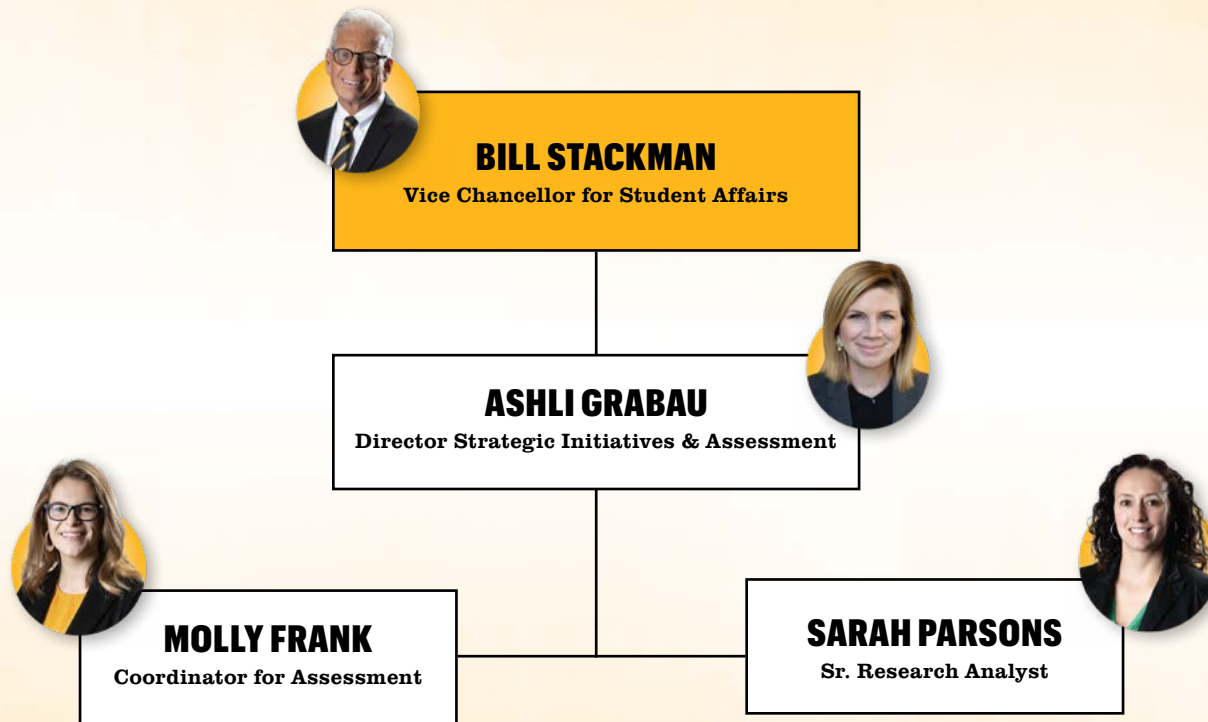 BILL STACKMAN
Vice Chancellor for Student Affairs
ASHLI GRABAU
Director Strategic Initiatives & Assessment
MOLLY FRANK
Coordinator for Assessment
SARAH PARSONS
Sr. Research Analyst